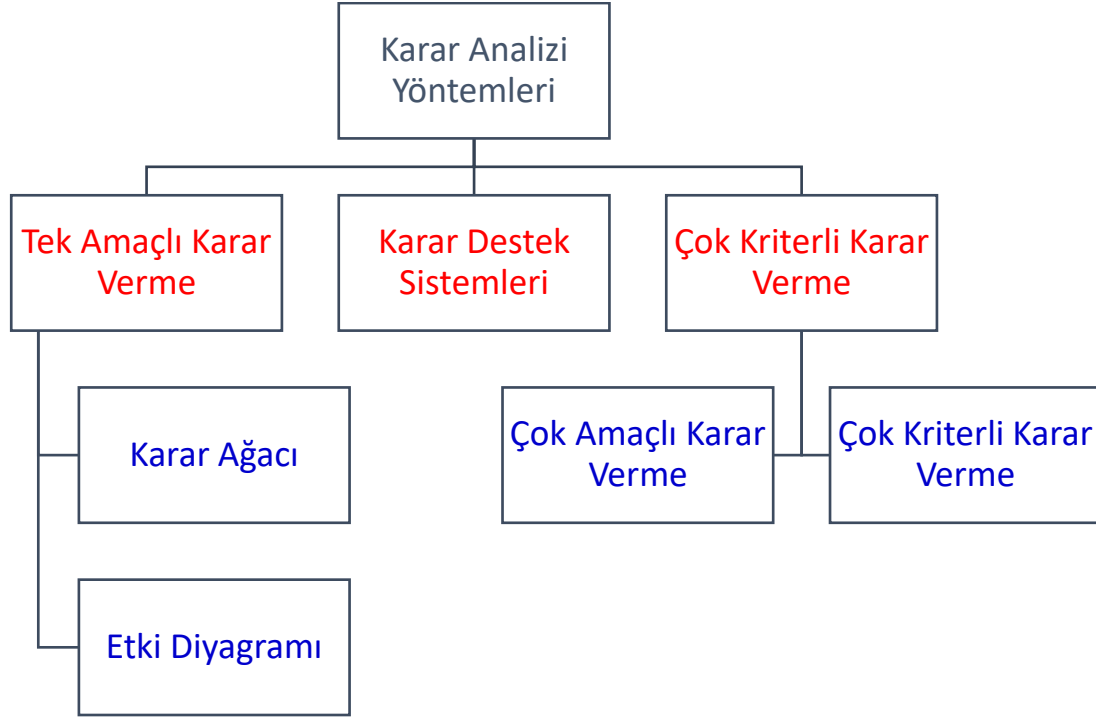 Karar Analizi
Yöntemleri
Tek Amaçlı Karar
Verme
Karar Destek
Sistemleri
Çok Kriterli Karar
Verme
Karar Ağacı
Çok Amaçlı Karar
Verme
Çok Kriterli Karar
Verme
Etki Diyagramı